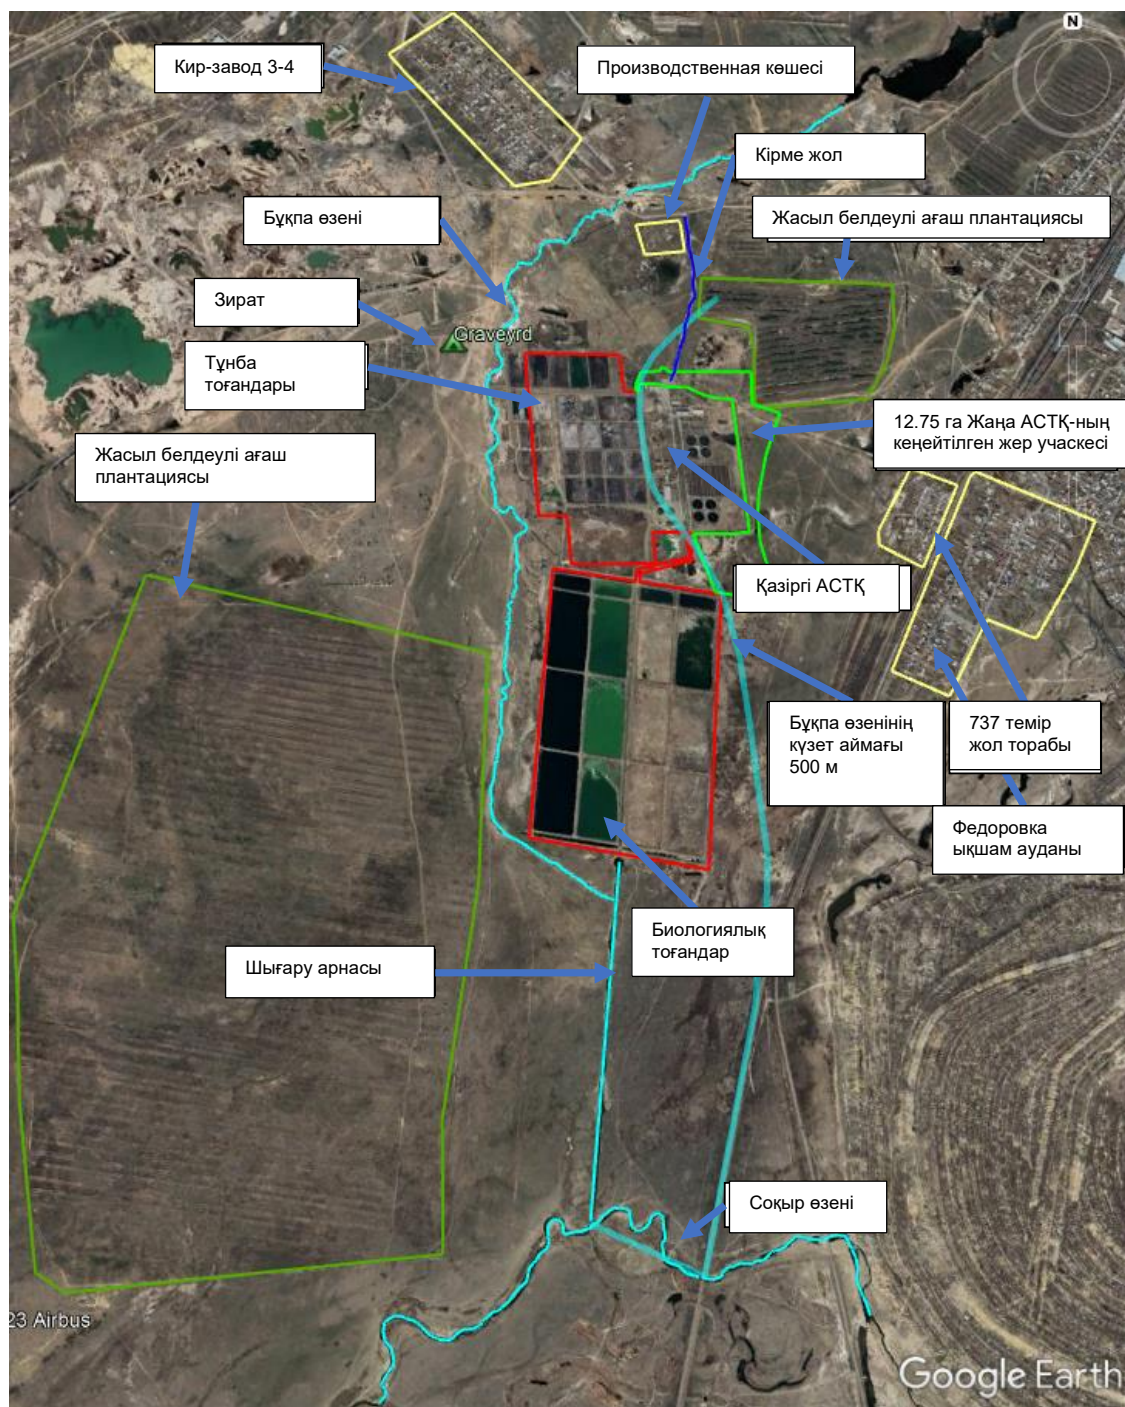 N
Кир-завод 3-4
Производственная көшесі
Кірме жол
Бұқпа өзені
Жасыл белдеулі ағаш плантациясы
Зират
Graveyrd
Тұнба
тоғандары
12.75 га Жаңа АСТҚ-ның
кеңейтілген жер учаскесі
Жасыл белдеулі ағаш
плантациясы
Қазіргі АСТҚ
Бұқпа өзенінің
күзет аймағы
500 м
737 темір
жол торабы
Федоровка
ықшам ауданы
Биологиялық
тоғандар
Шығару арнасы
Соқыр өзені
23 Airbus
Google Earth